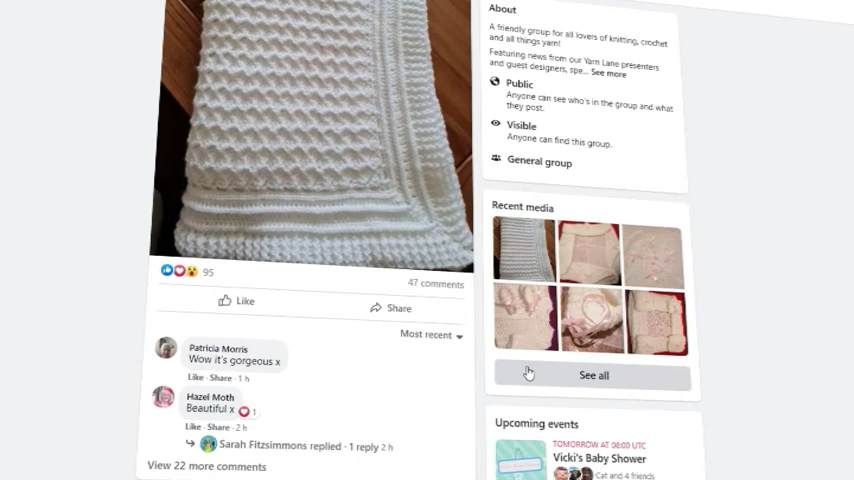 About
A friendly group for all lovers of knitting, crochet
and all things yarn!
Featuring news from our Yarn Lane presenters
and guest designers, spe... See more
Public
Anyone can see who's in the group and what
they post.
Visible
Anyone can find this group.
General group
Recent media
See all
Upcoming events
TOMORROW AT 08:00 UTC
Vicki's Baby Shower
Cat and 4 friends
95
47 comments
Like
Share
Most recent
Patricia Morris
Wow it's gorgeous x
Like · Share · 1 h
Hazel Moth
Beautiful x
1
Like · Share · 2 h
Sarah Fitzsimmons replied · 1 reply 2 h
View 22 more comments